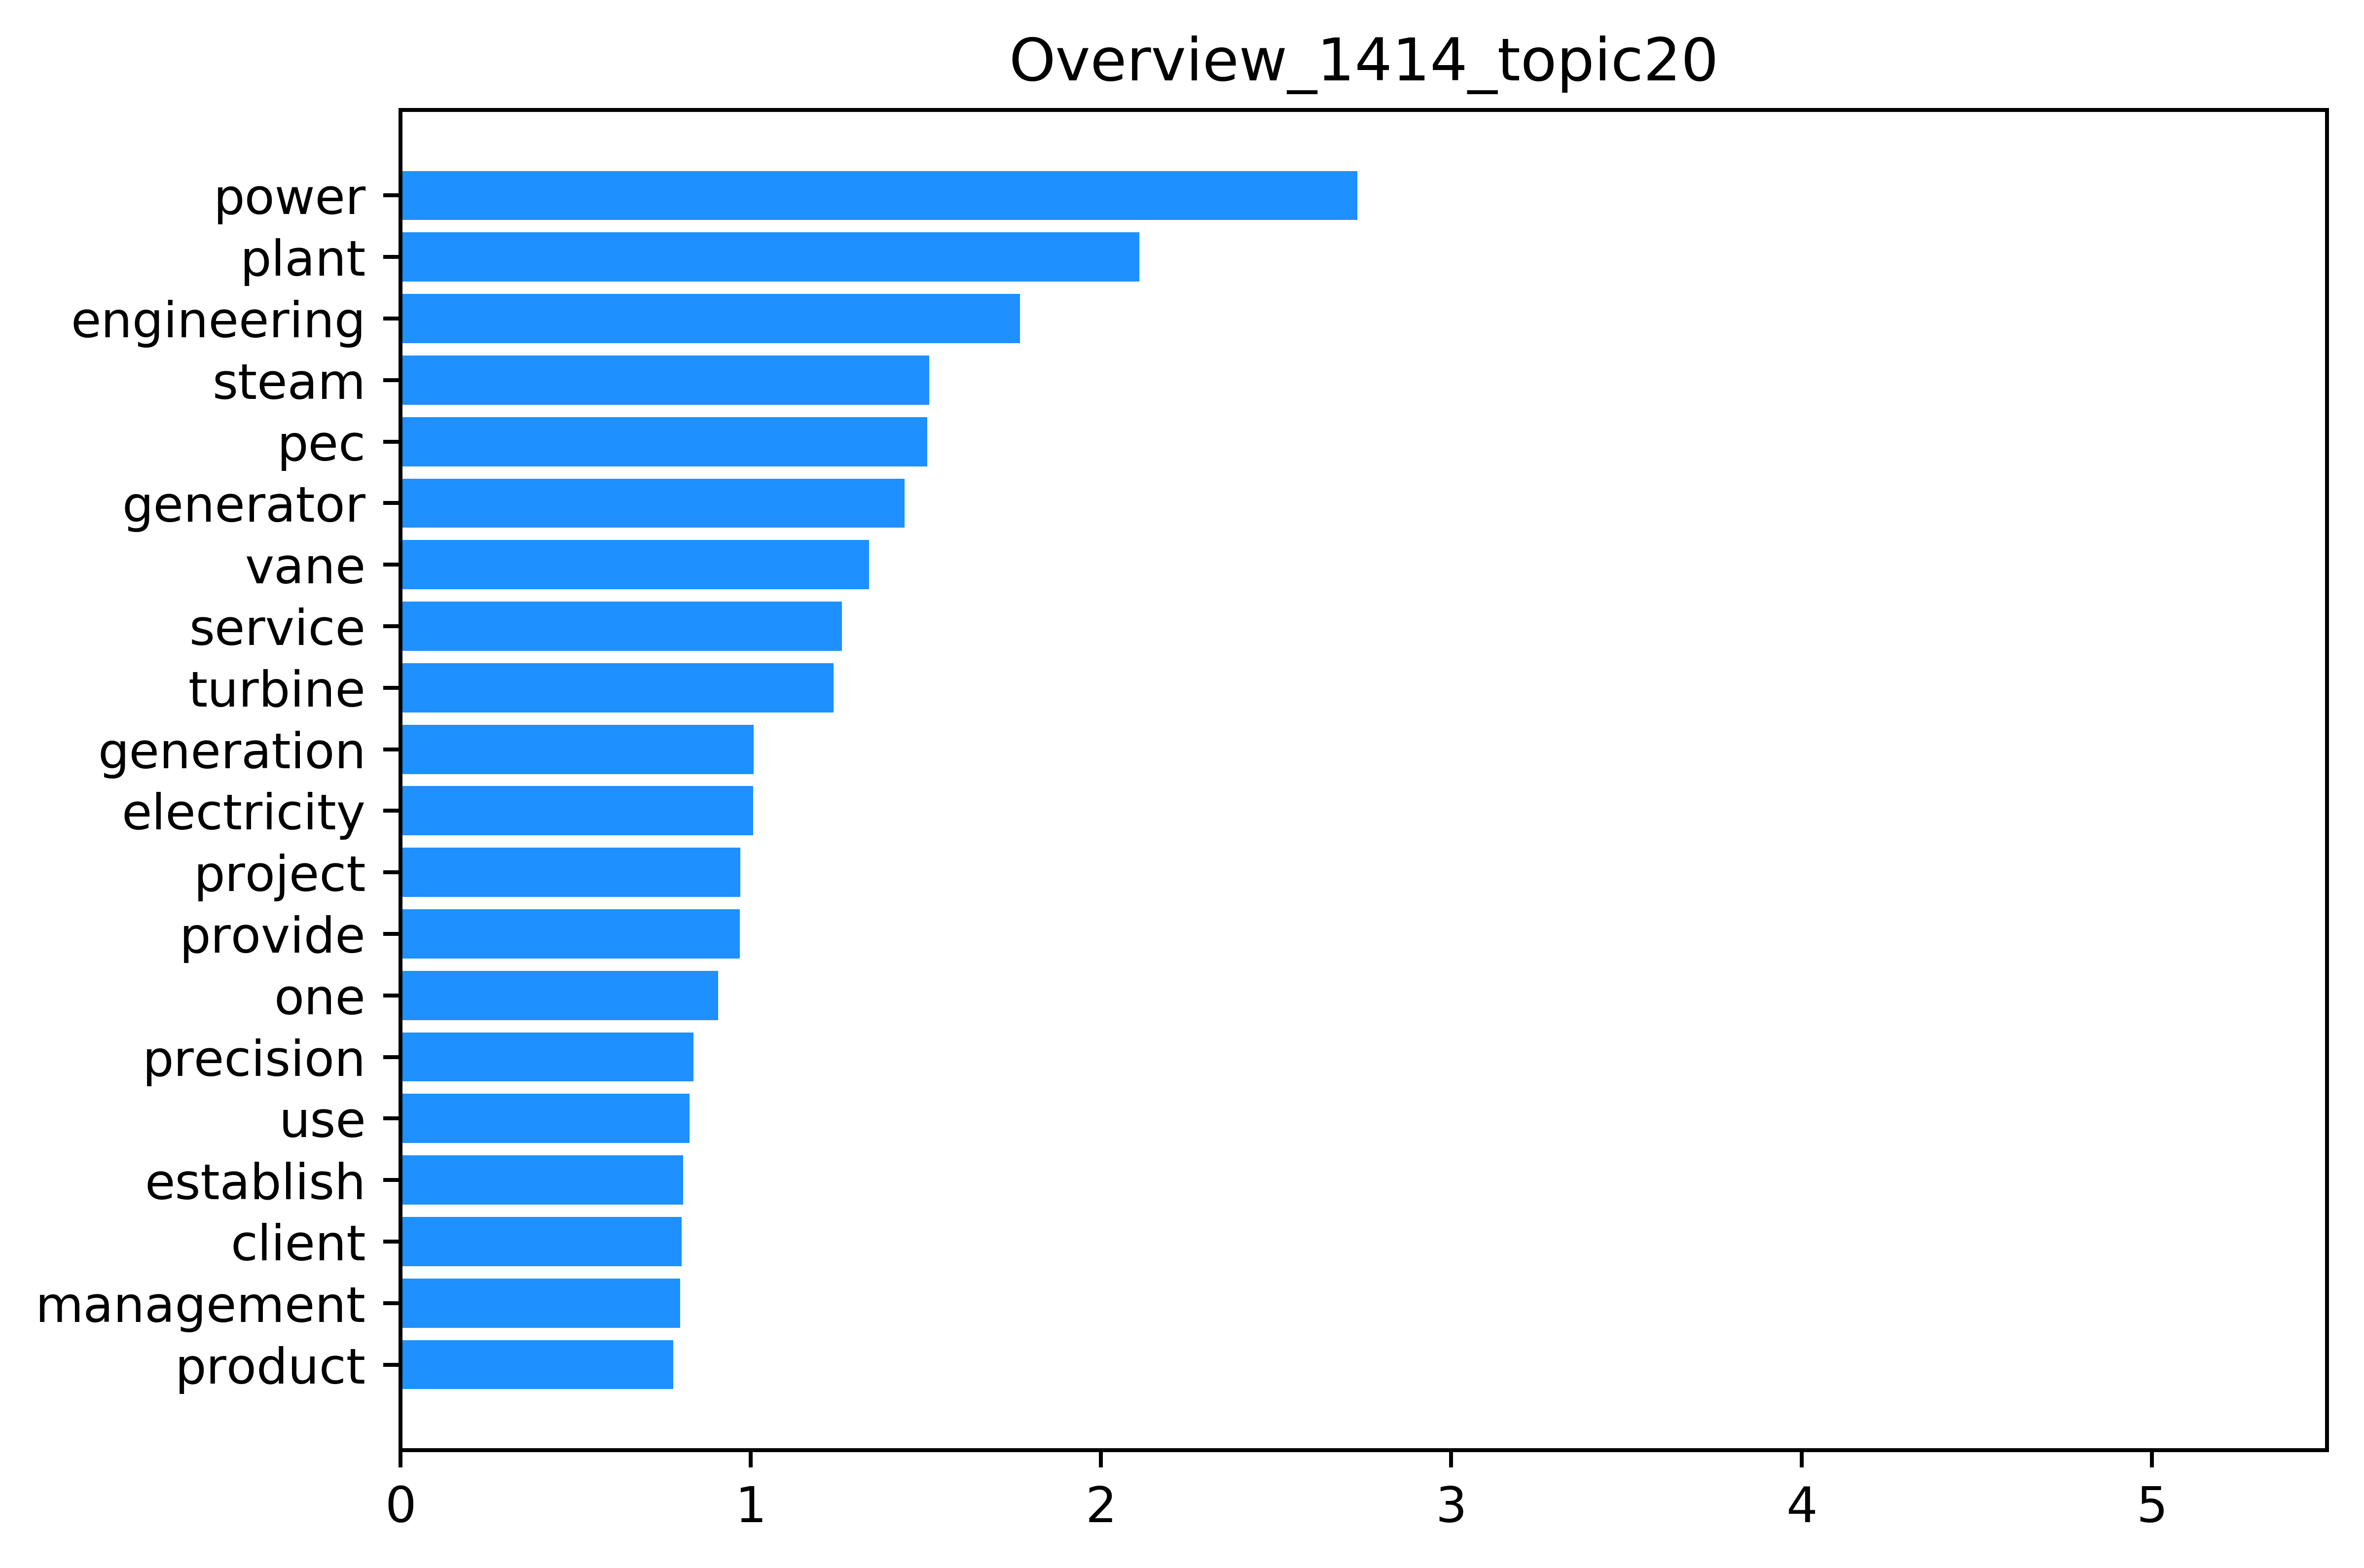 Overview_1414_topic20
power
plant
engineering
steam
pec
generator
vane
service
turbine
generation
electricity
project
provide
one
precision
use
establish
client
management
product
0 1 2 3 4 5